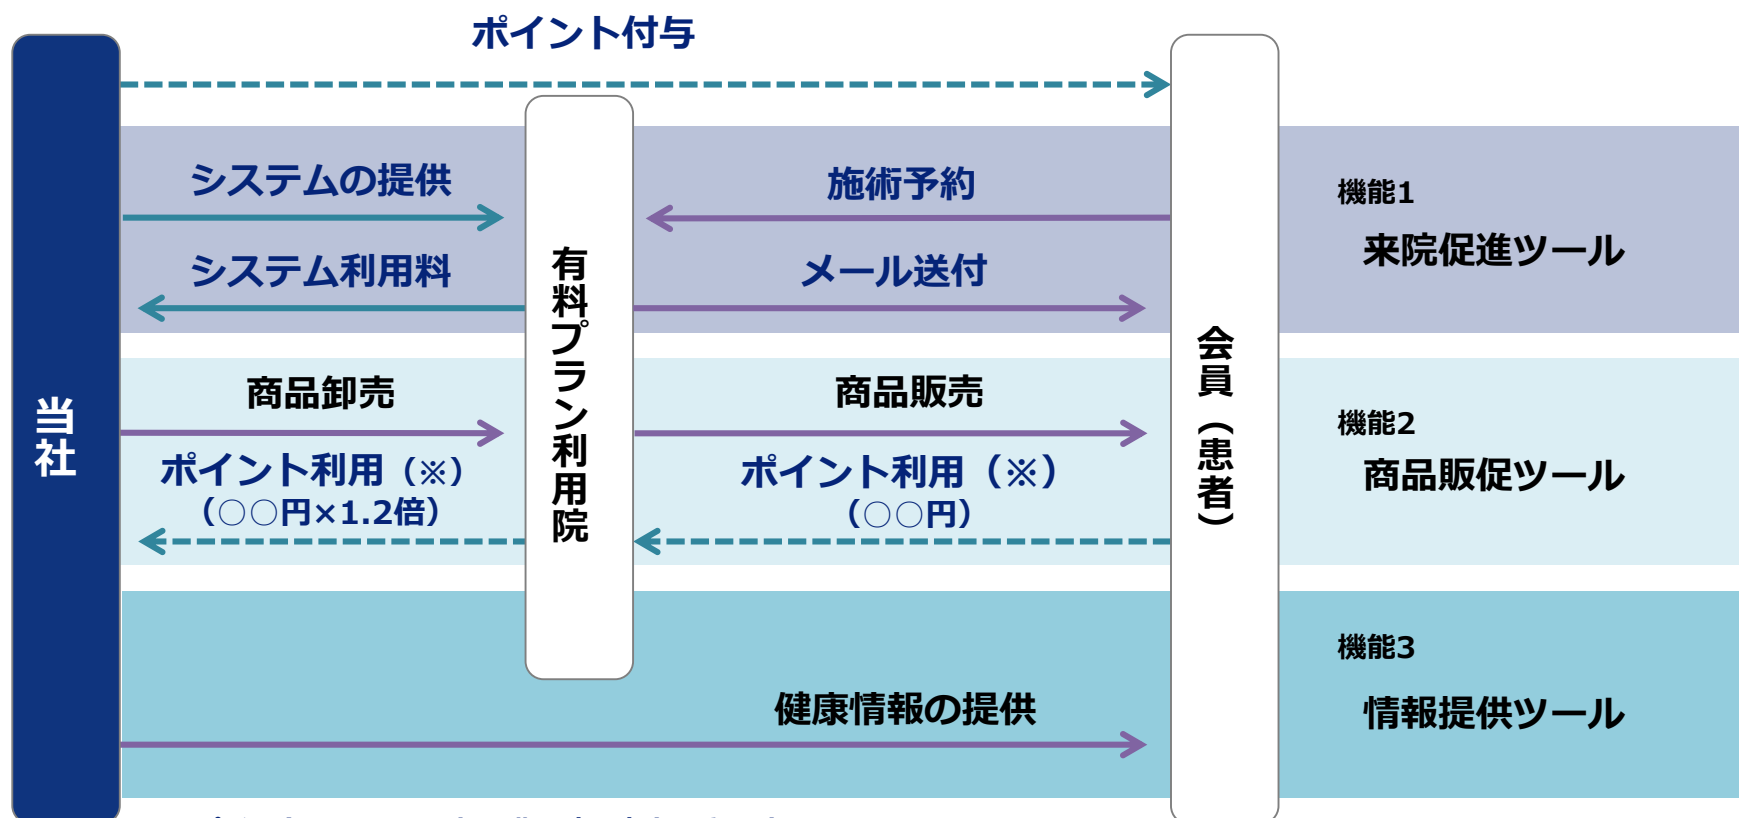 ポイント付与
当社
有料プラン利用院
会員（患者）
システムの提供
施術予約
機能1
来院促進ツール
システム利用料
メール送付
商品卸売
商品販売
機能2
商品販促ツール
ポイント利用（※）
（○○円×1.2倍）
ポイント利用（※）
（○○円）
機能3
情報提供ツール
健康情報の提供